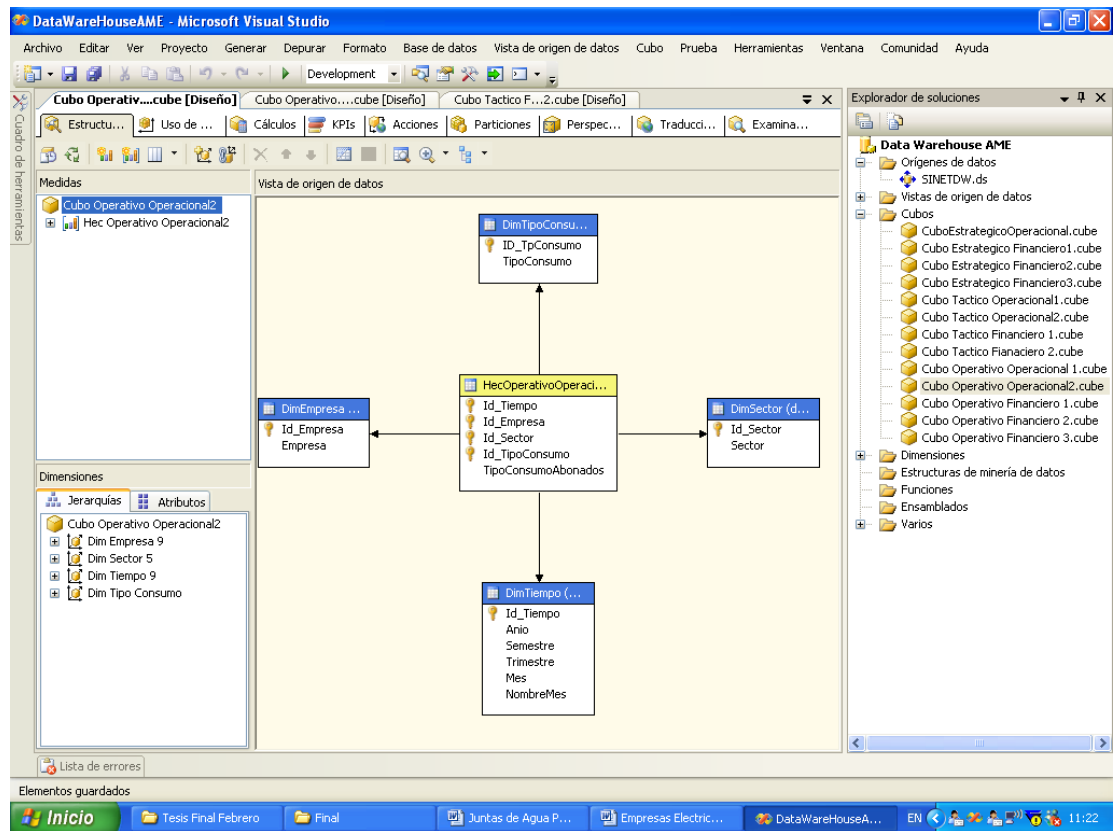 DataWareHouseAME - Microsoft Visual Studio
Archivo Editar Ver Proyecto Generar Depurar Formato Base de datos Vista de origen de datos Cubo Prueba Herramientas Ventana Comunidad Ayuda
Development
Cubo Operativ....cube [Diseño] Cubo Operativo....cube [Diseño] Cubo Tactico F...2.cube [Diseño]
Estructu... Uso de ... Cálculos KPIs Acciones Particiones Perspec... Traducci... Examina...
Cuadro de herramientas
Medidas
Cubo Operativo Operacional2
Hec Operativo Operacional2
Dimensiones
Jerarquías Atributos
Cubo Operativo Operacional2
Dim Empresa 9
Dim Sector 5
Dim Tiempo 9
Dim Tipo Consumo
Vista de origen de datos
DimTipoConsu...
ID_TpConsumo
TipoConsumo
HecOperativoOperaci...
Id_Tiempo
Id_Empresa
Id_Sector
Id_TipoConsumo
TipoConsumoAbonados
DimEmpresa ...
Id_Empresa
Empresa
DimSector (d...
Id_Sector
Sector
DimTiempo (...
Id_Tiempo
Anio
Semestre
Trimestre
Mes
NombreMes
Explorador de soluciones
Data Warehouse AME
Orígenes de datos
SINETDW.ds
Vistas de origen de datos
Cubos
CuboEstrategicoOperacional.cube
Cubo Estrategico Financiero1.cube
Cubo Estrategico Financiero2.cube
Cubo Estrategico Financiero3.cube
Cubo Tactico Operacional1.cube
Cubo Tactico Operacional2.cube
Cubo Tactico Financiero 1.cube
Cubo Tactico Fianaciero 2.cube
Cubo Operativo Operacional 1.cube
Cubo Operativo Operacional2.cube
Cubo Operativo Financiero 1.cube
Cubo Operativo Financiero 2.cube
Cubo Operativo Financiero 3.cube
Dimensiones
Estructuras de minería de datos
Funciones
Ensamblados
Varios
Lista de errores
Elementos guardados
Inicio Tesis Final Febrero Final Juntas de Agua P... Empresas Electric... DataWareHouseA... EN 11:22